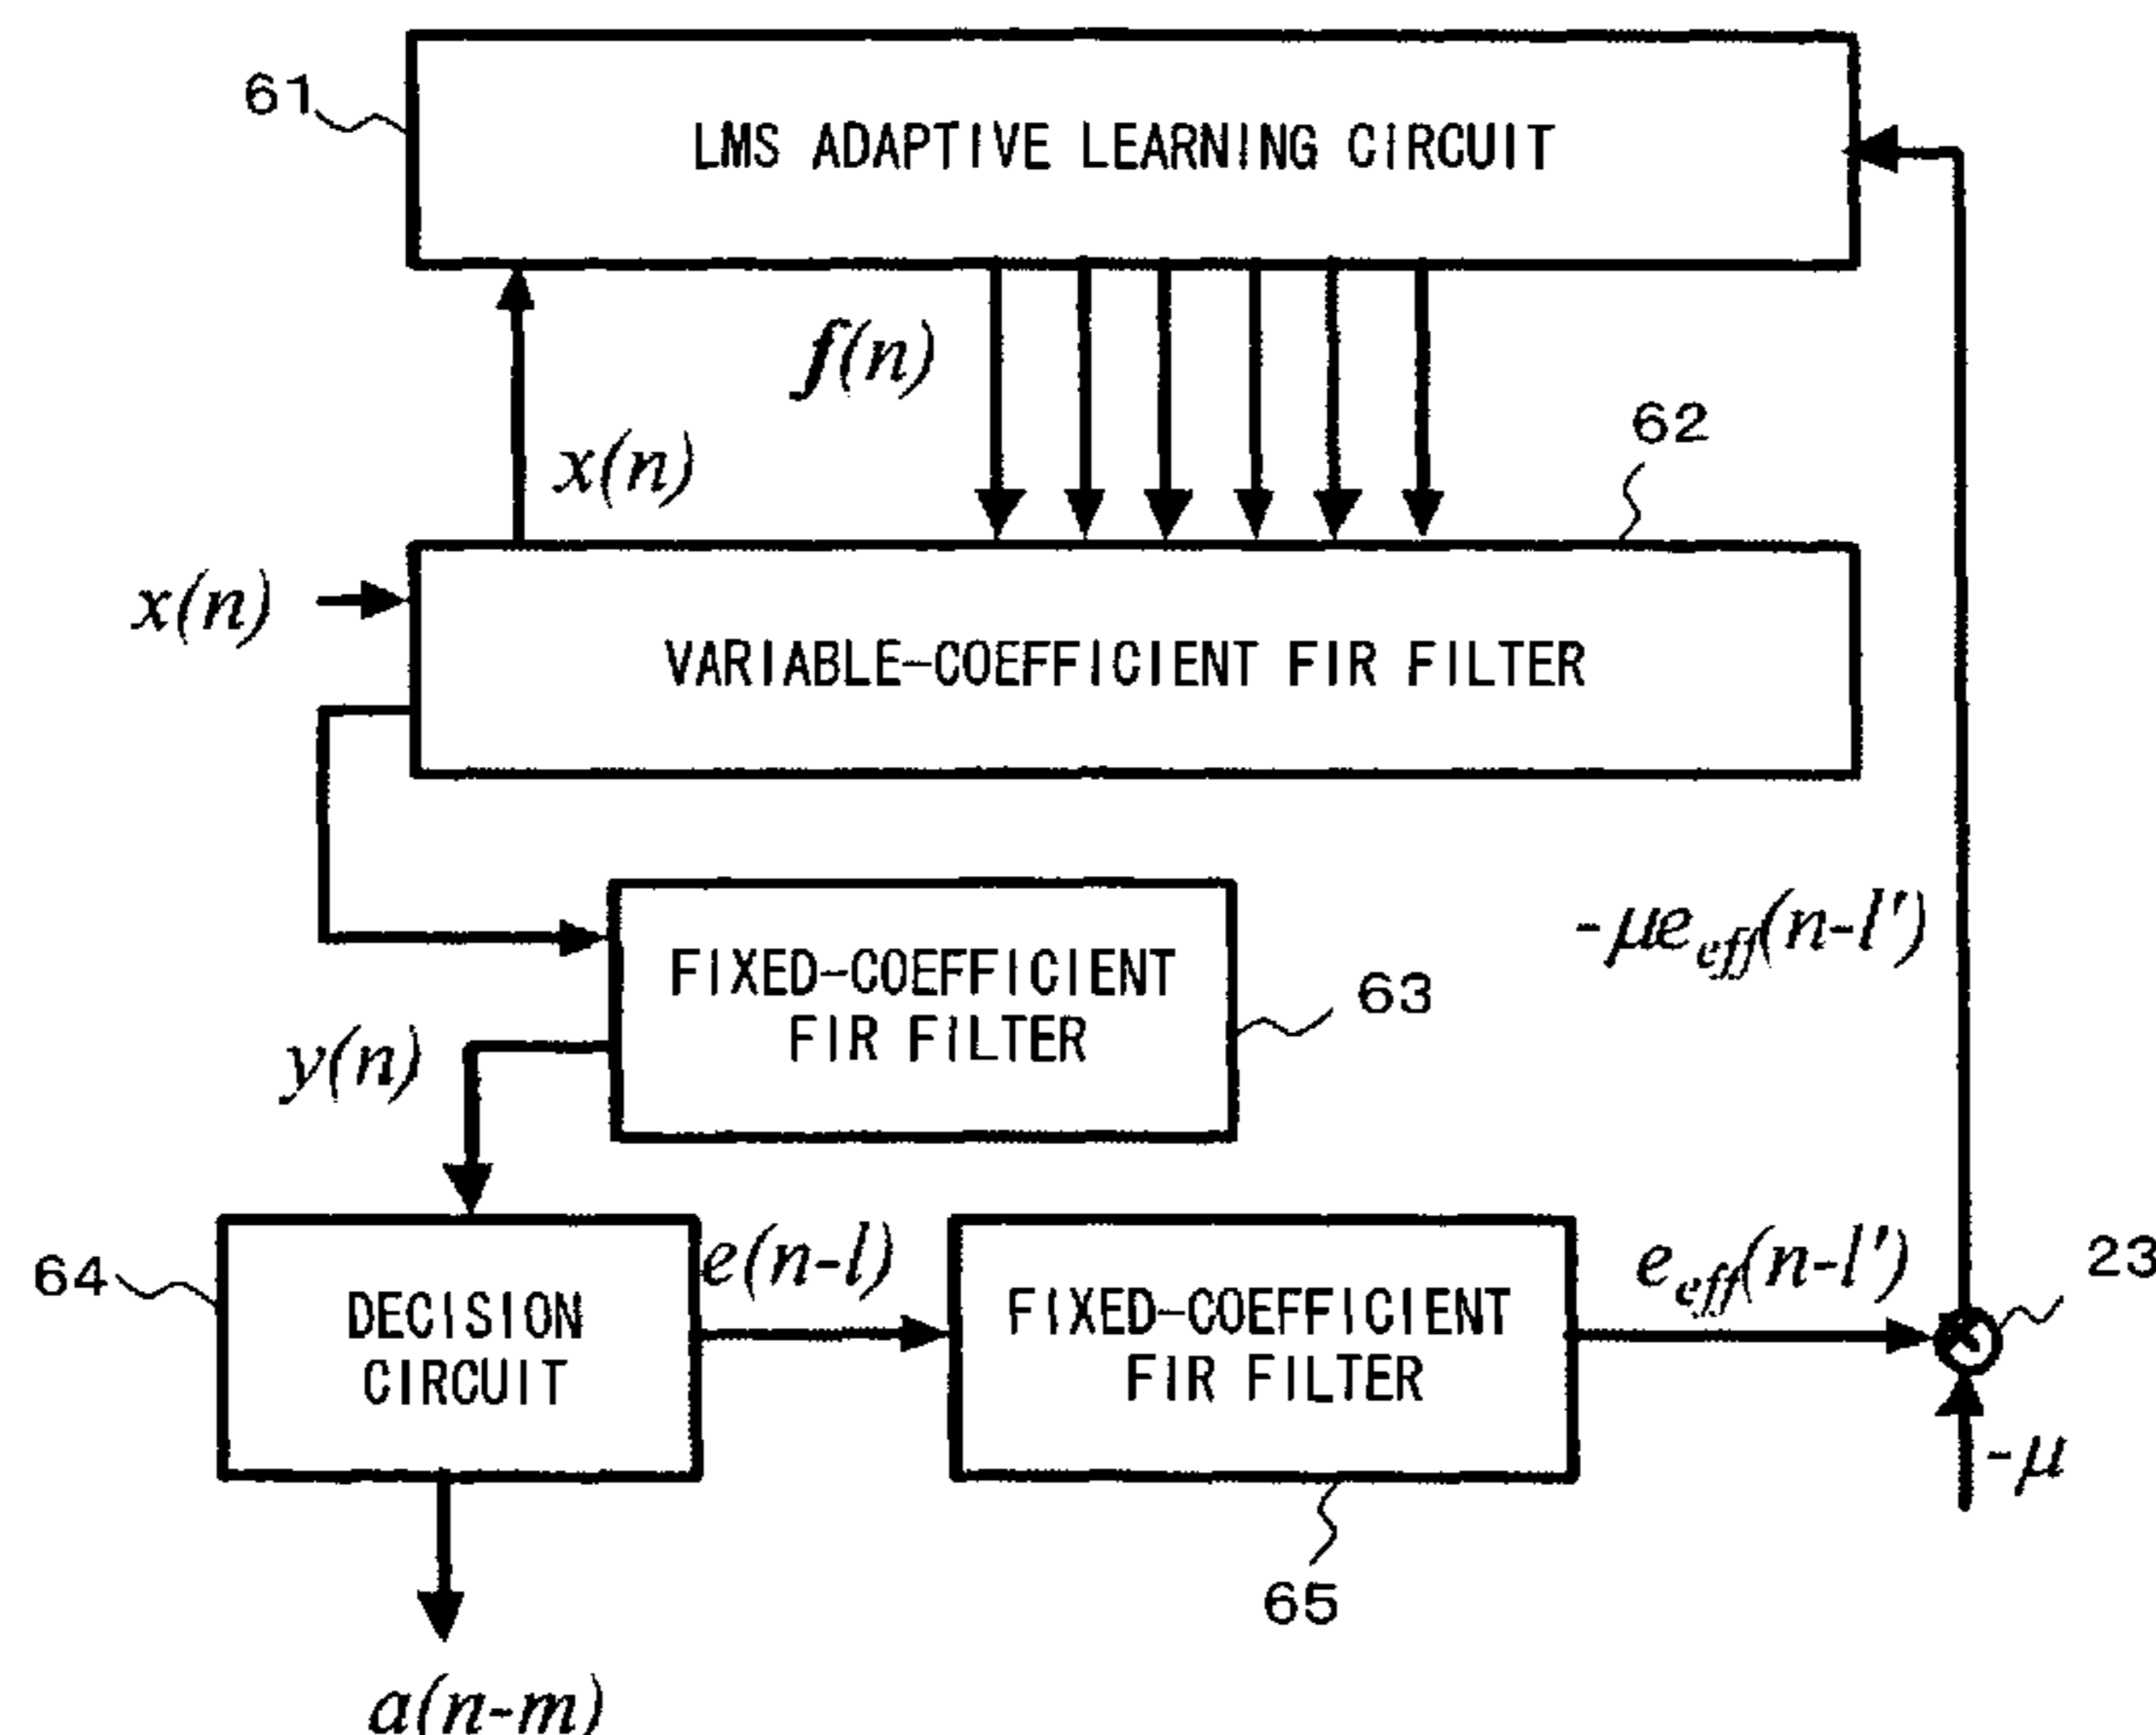 61
LMS ADAPTIVE LEARNING CIRCUIT
f(n)
x(n)
62
x(n)
VARIABLE-COEFFICIENT FIR FILTER
-μe_eff(n-l')
FIXED-COEFFICIENT
FIR FILTER
63
y(n)
64
DECISION
CIRCUIT
e(n-l)
FIXED-COEFFICIENT
FIR FILTER
e_eff(n-l')
23
-μ
65
a(n-m)